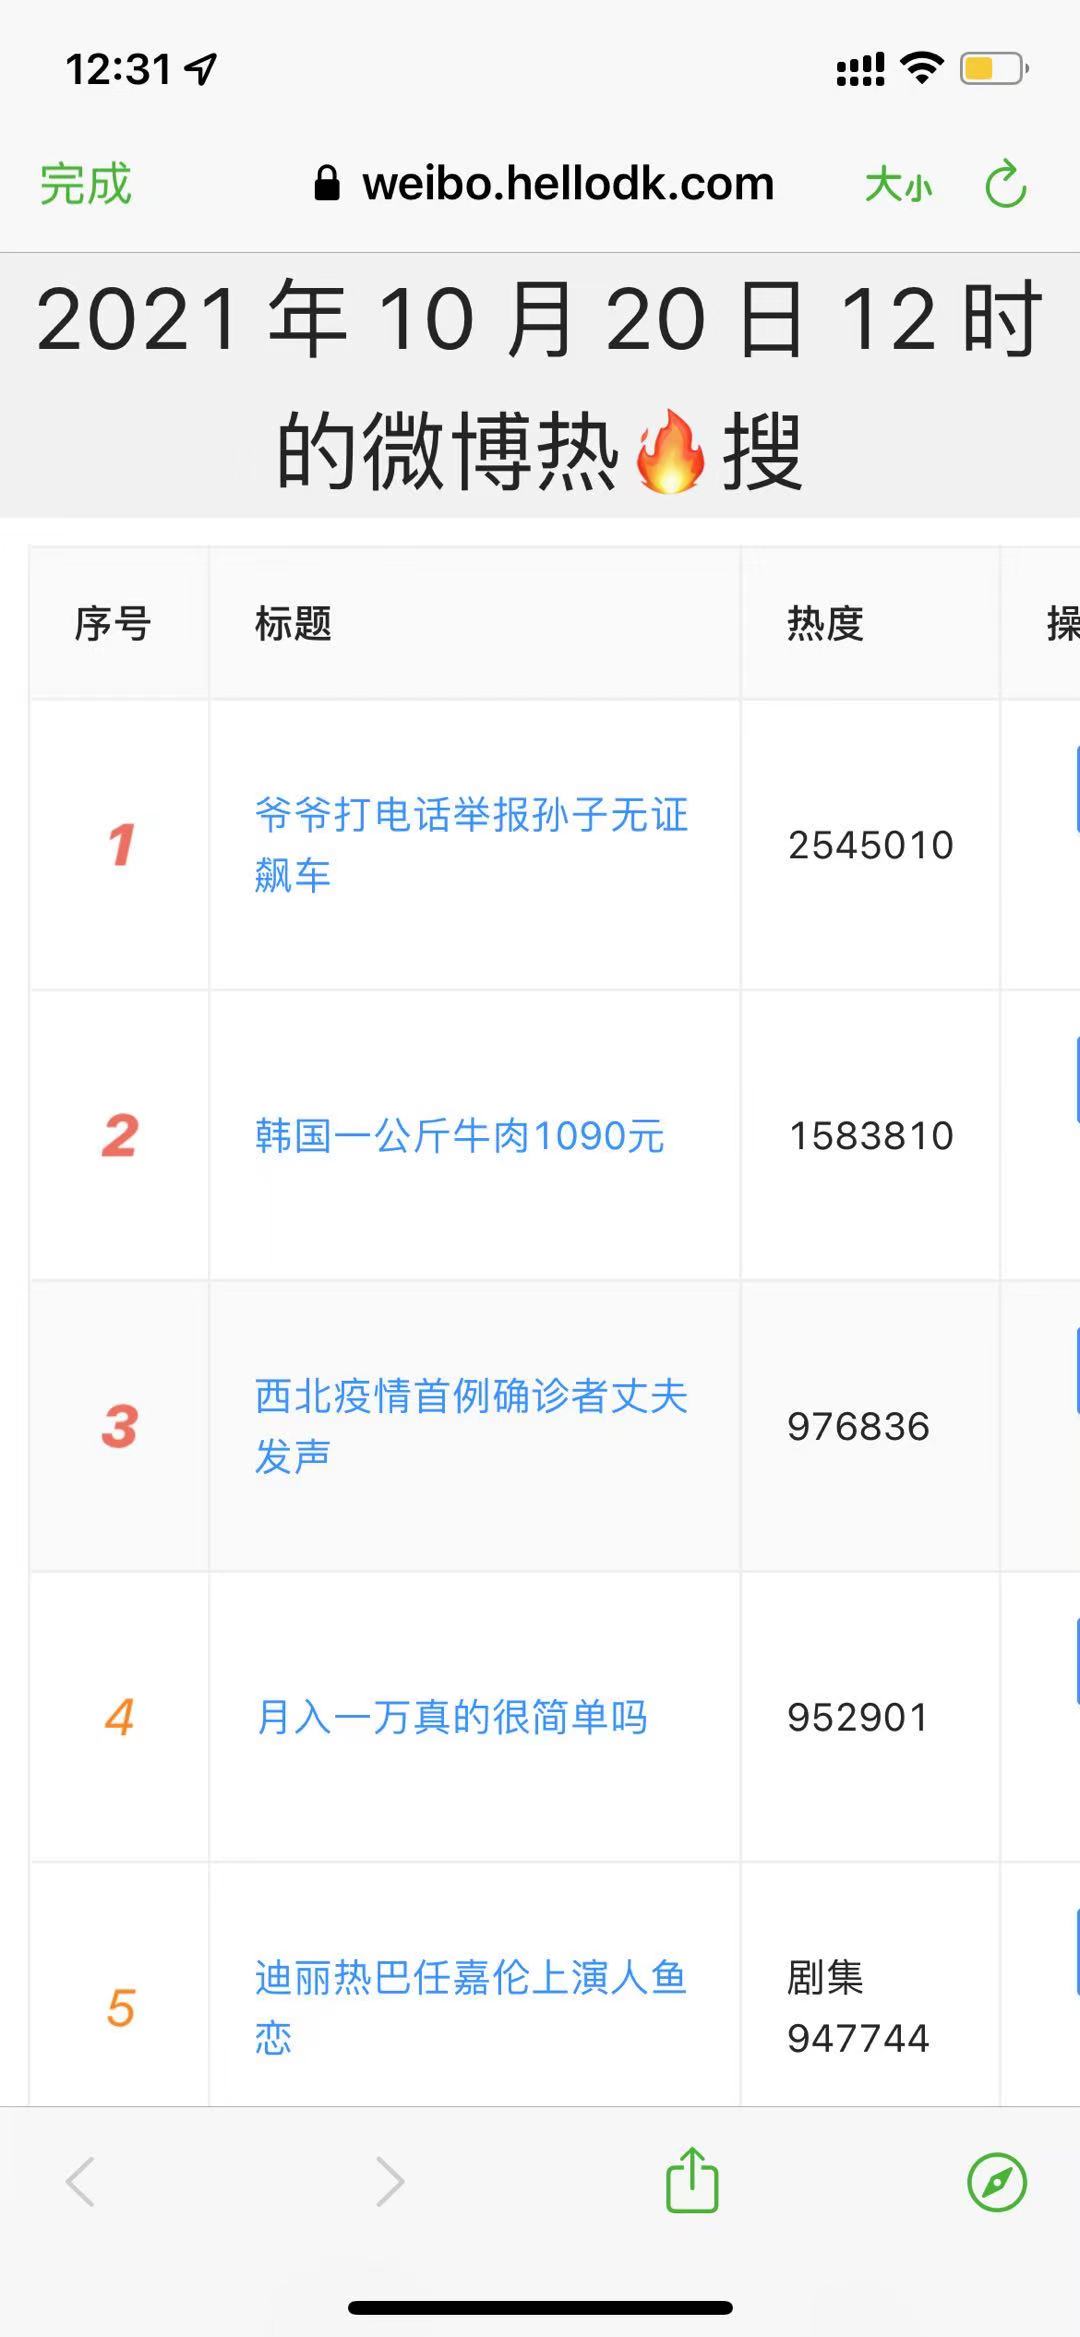 12:31
完成 weibo.hellodk.com 大小
2021 年 10 月 20 日 12 时
的微博热🔥搜
序号 标题 热度 操
1 爷爷打电话举报孙子无证
飙车 2545010
2 韩国一公斤牛肉1090元 1583810
3 西北疫情首例确诊者丈夫
发声 976836
4 月入一万真的很简单吗 952901
5 迪丽热巴任嘉伦上演人鱼
恋 剧集
947744